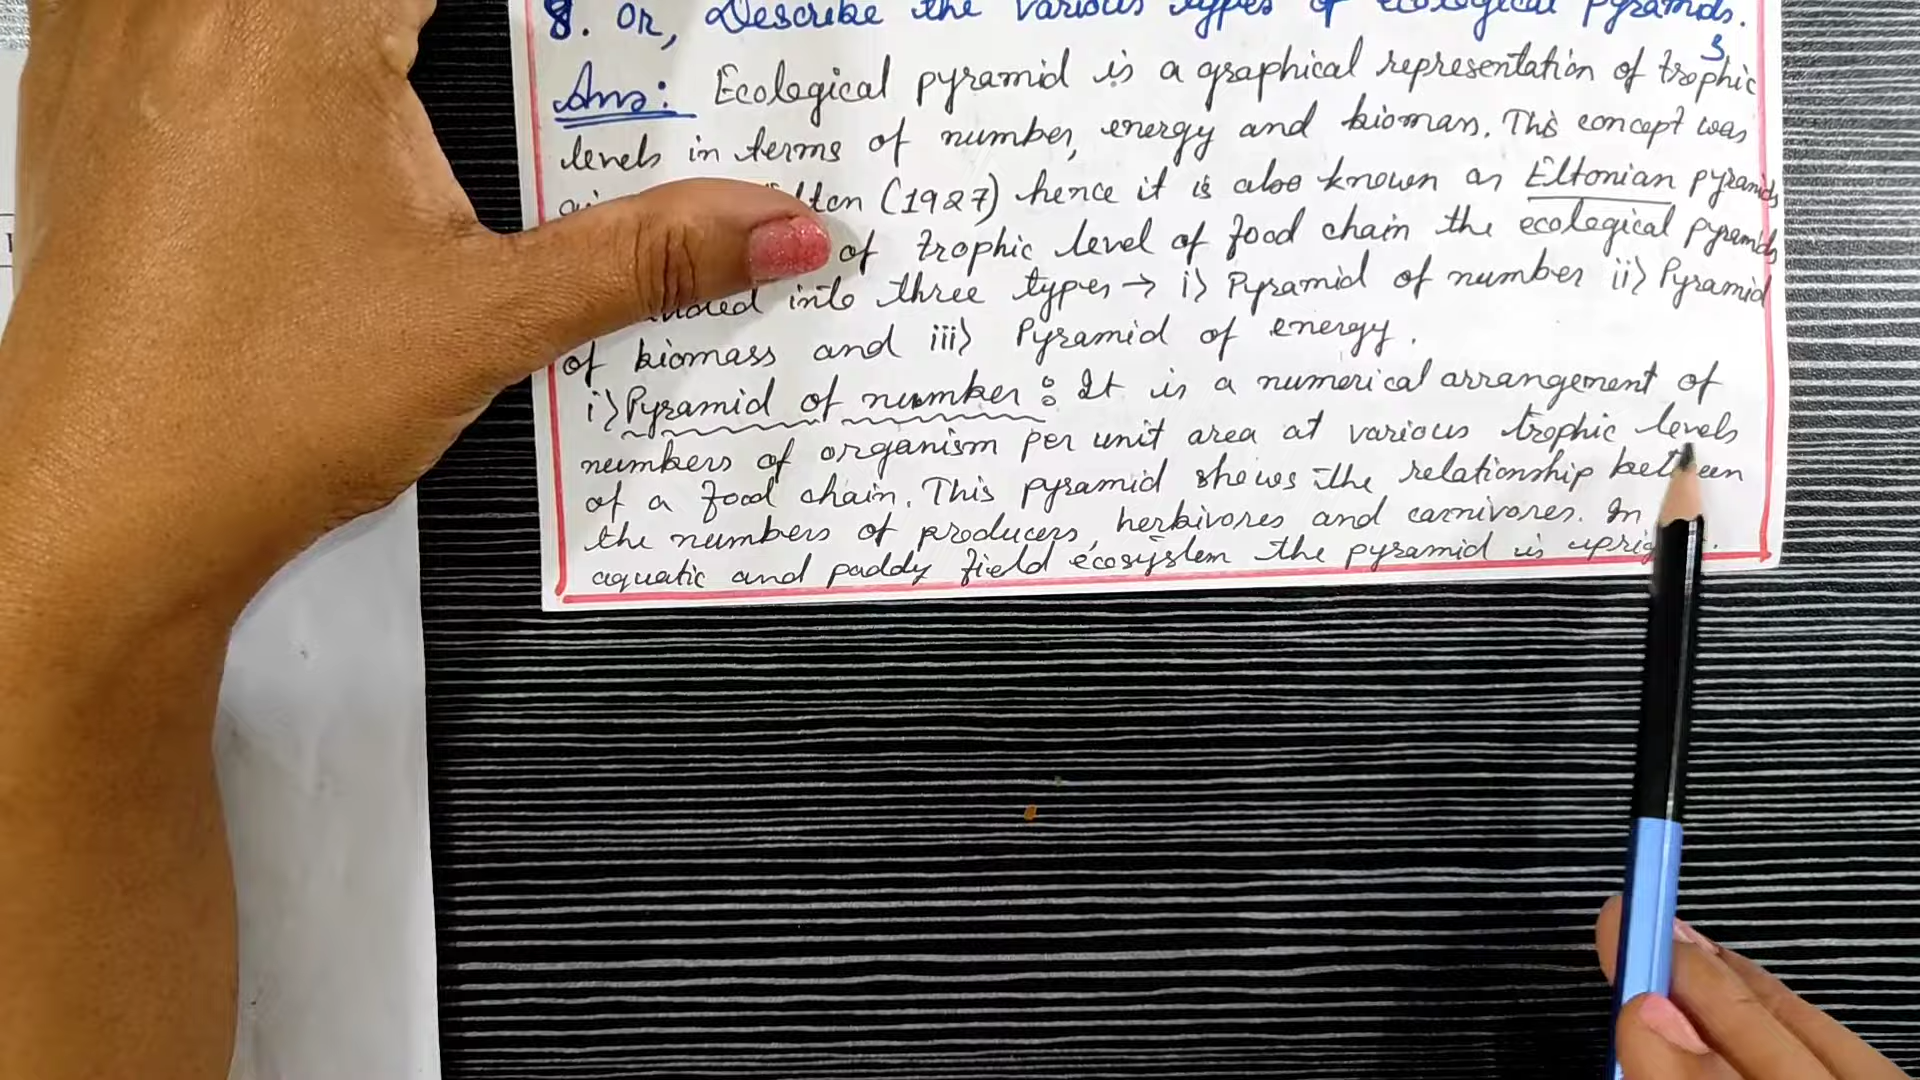 8. Or, Describe the various types of ecological pyramids.
3
Ans: Ecological pyramid is a graphical representation of trophic
levels in terms of number, energy and biomass. This concept was
(1927) hence it is also known as Eltonian pyramids
of trophic level of food chain the ecological pyramids
into three types → i) Pyramid of number ii) Pyramid
of biomass and iii) Pyramid of energy.
i) Pyramid of number : It is a numerical arrangement of
numbers of organism per unit area at various trophic levels
of a food chain. This pyramid shows the relationship between
the numbers of producers, herbivores and carnivores. In
aquatic and paddy field ecosystem the pyramid is upright.